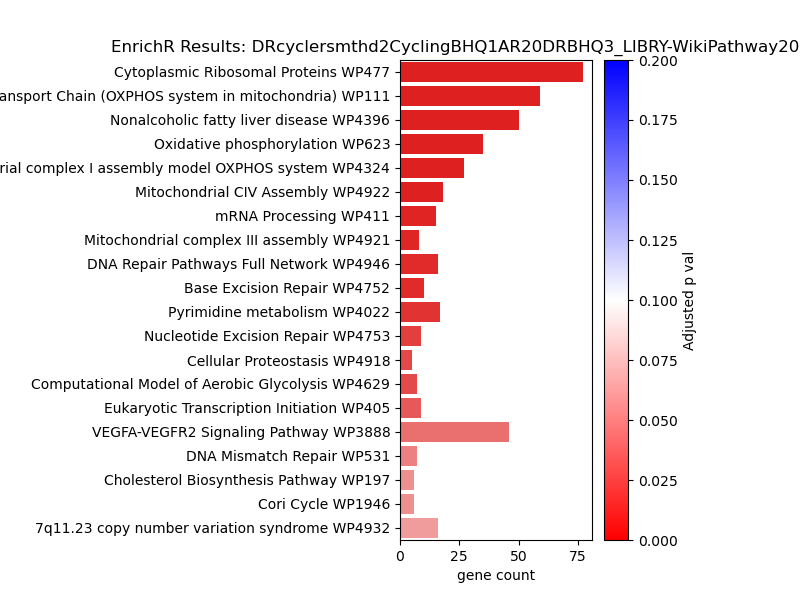 EnrichR Results: DRcyclersmthd2CyclingBHQ1AR20DRBHQ3_LIBRY-WikiPathway20
Cytoplasmic Ribosomal Proteins WP477
ansport Chain (OXPHOS system in mitochondria) WP111
Nonalcoholic fatty liver disease WP4396
Oxidative phosphorylation WP623
rial complex I assembly model OXPHOS system WP4324
Mitochondrial CIV Assembly WP4922
mRNA Processing WP411
Mitochondrial complex III assembly WP4921
DNA Repair Pathways Full Network WP4946
Base Excision Repair WP4752
Pyrimidine metabolism WP4022
Nucleotide Excision Repair WP4753
Cellular Proteostasis WP4918
Computational Model of Aerobic Glycolysis WP4629
Eukaryotic Transcription Initiation WP405
VEGFA-VEGFR2 Signaling Pathway WP3888
DNA Mismatch Repair WP531
Cholesterol Biosynthesis Pathway WP197
Cori Cycle WP1946
7q11.23 copy number variation syndrome WP4932
0 25 50 75
gene count
0.200
0.175
0.150
0.125
0.100
0.075
0.050
0.025
0.000
Adjusted p val